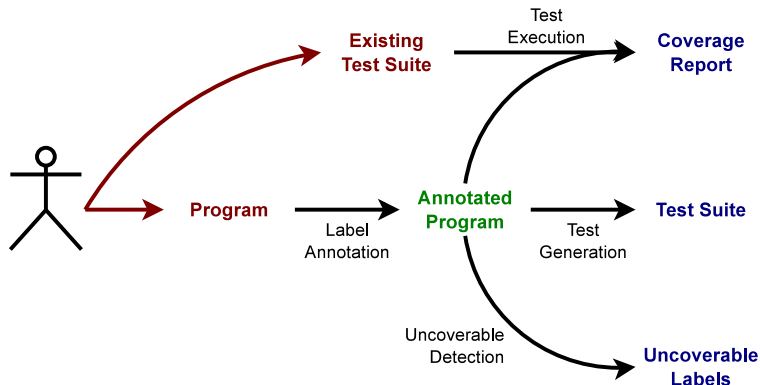 Test
Execution
Existing
Test Suite
Coverage
Report
Program
Label
Annotation
Annotated
Program
Test
Generation
Test Suite
Uncoverable
Detection
Uncoverable
Labels